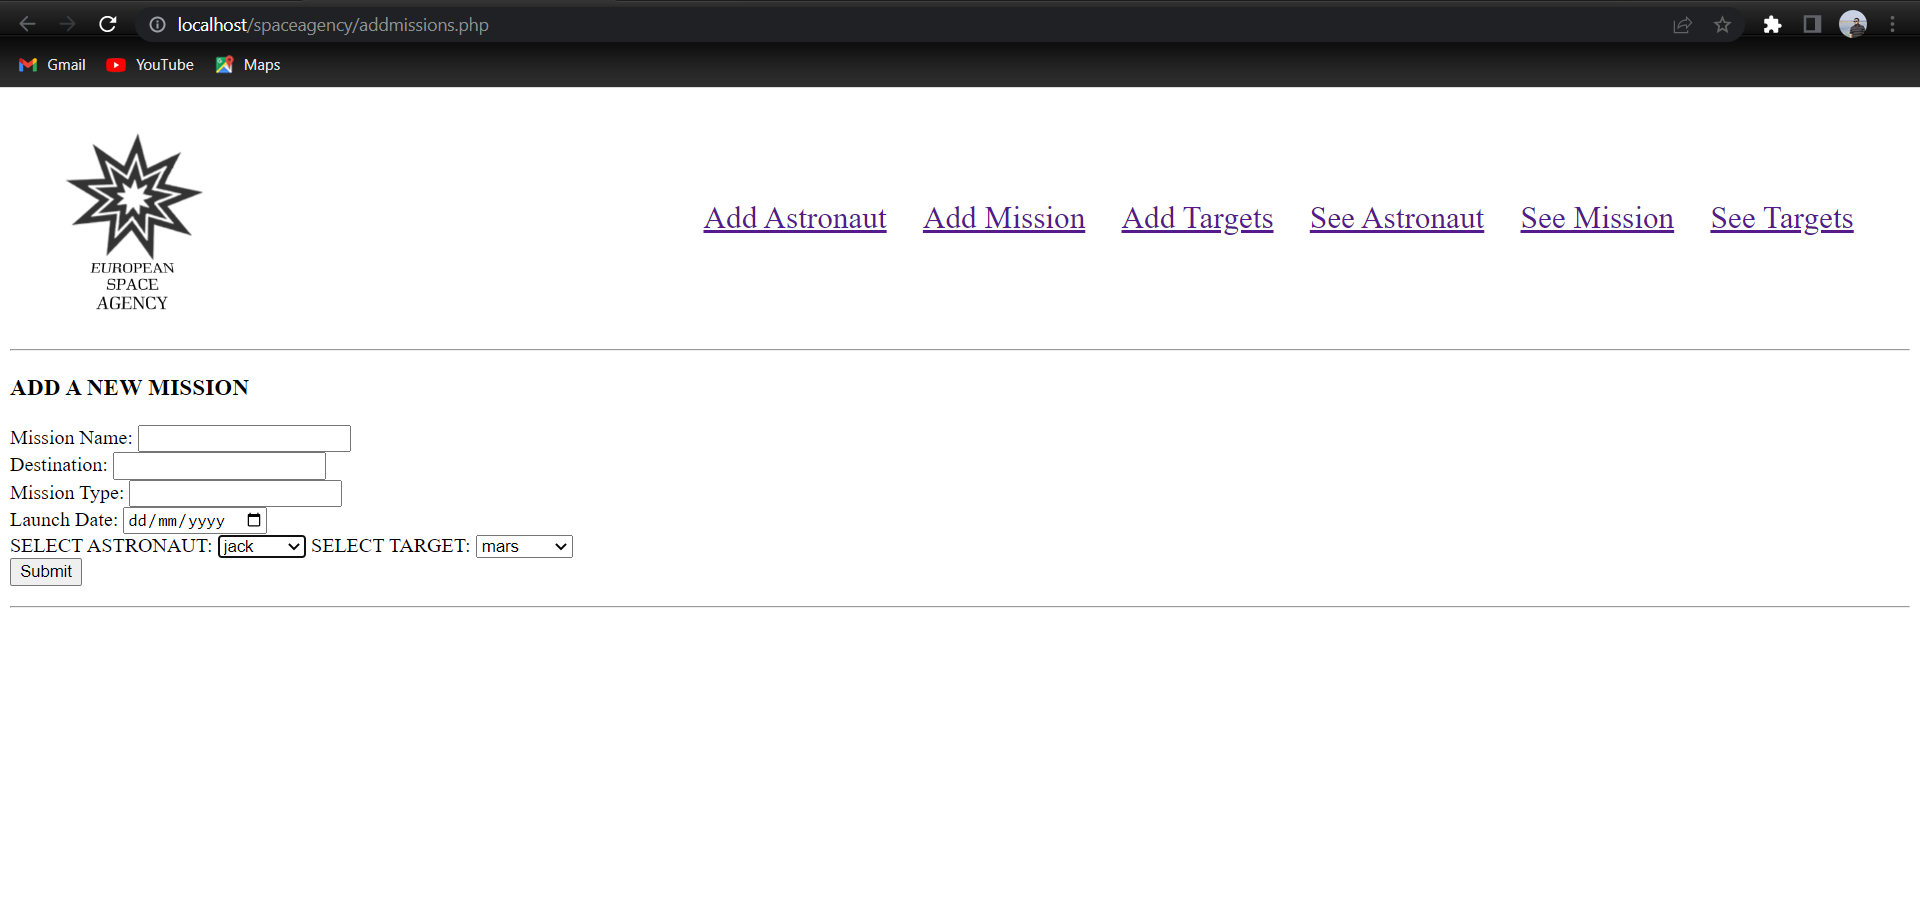 localhost/spaceagency/addmissions.php
Gmail YouTube Maps
EUROPEAN
SPACE
AGENCY
Add Astronaut Add Mission Add Targets See Astronaut See Mission See Targets
ADD A NEW MISSION
Mission Name:
Destination:
Mission Type:
Launch Date: dd/mm/yyyy
SELECT ASTRONAUT: jack SELECT TARGET: mars
Submit